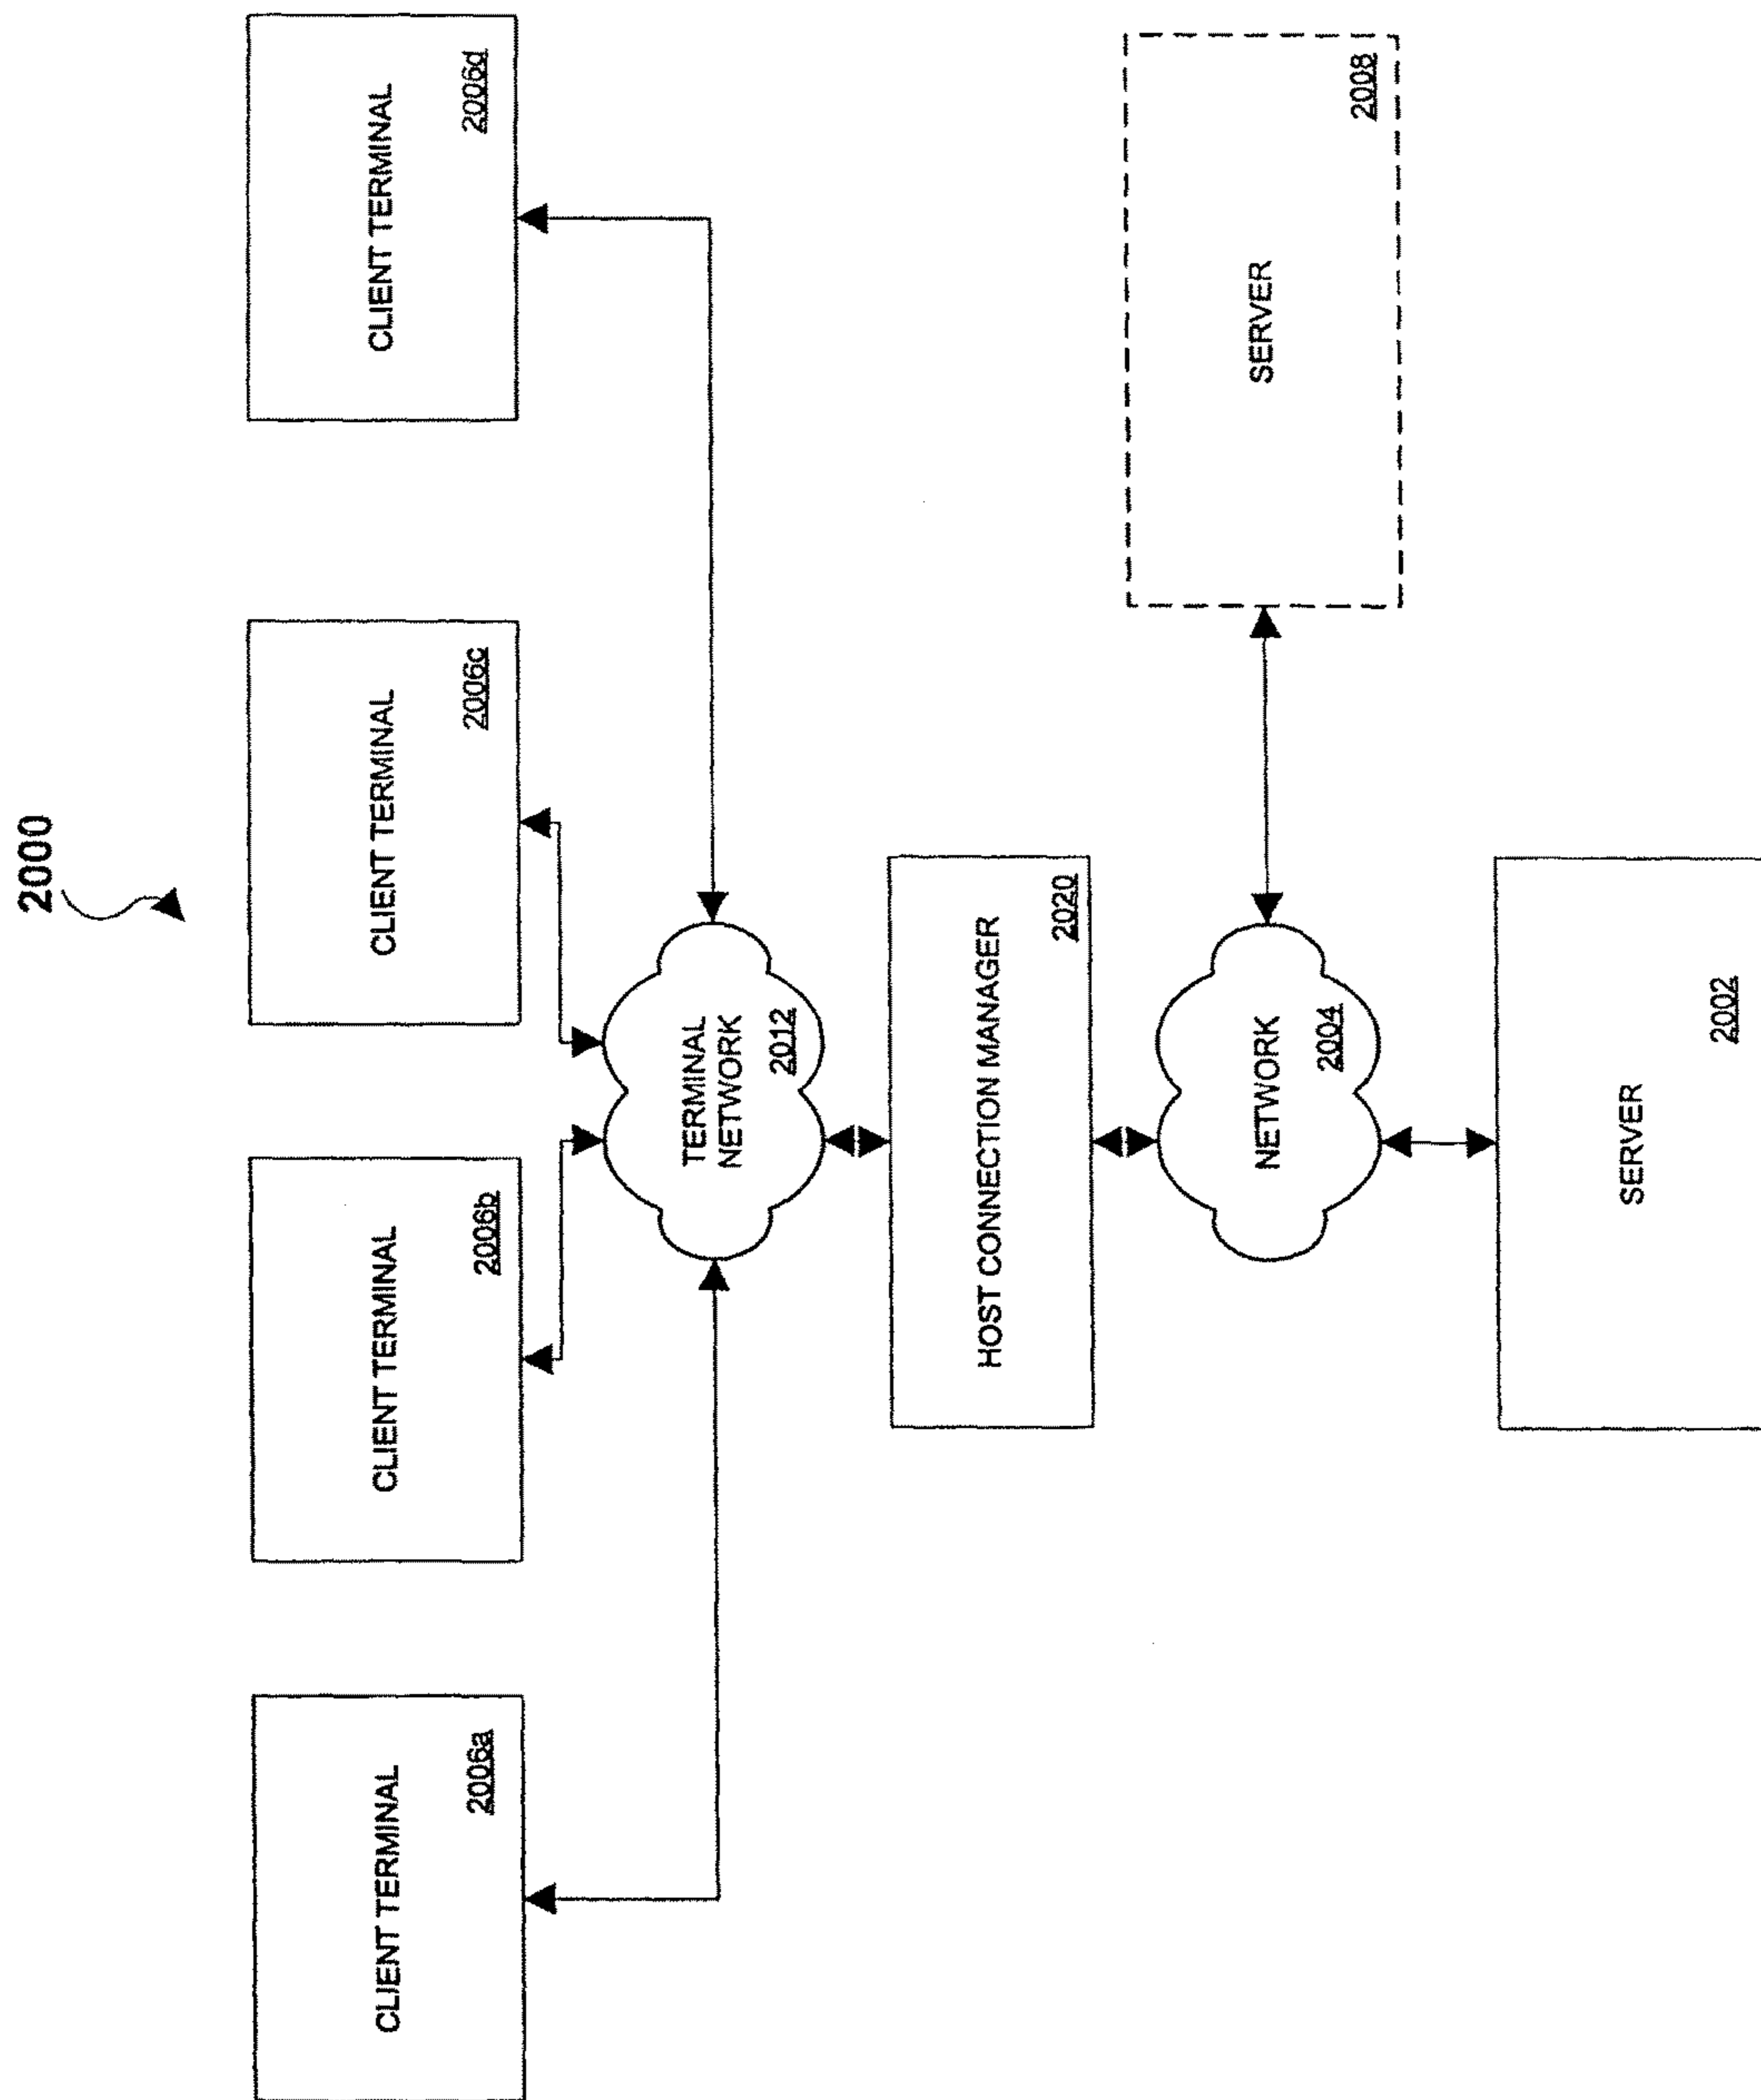 2000
CLIENT TERMINAL
2006a
CLIENT TERMINAL
2006b
CLIENT TERMINAL
2006c
CLIENT TERMINAL
2006d
TERMINAL
NETWORK
2012
HOST CONNECTION MANAGER
2020
NETWORK
2004
SERVER
2008
SERVER
2002